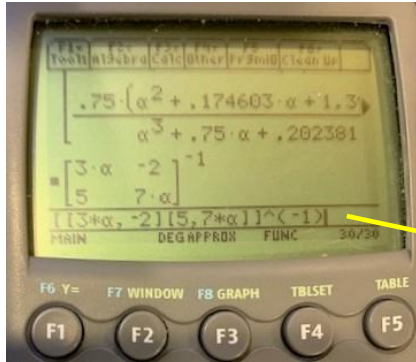 F1▾ F2▾ F3▾ F4▾ F5 F6▾
Tools Algebra Calc Other PrgmIO Clean Up
.75·(α² + .174603·α + 1.3▸
α³ + .75·α + .202381
[3·α -2]⁻¹
[5 7·α]
[[3*α,-2][5,7*α]]^(-1)
MAIN DEGAPPROX FUNC 30/30
F6 Y= F7 WINDOW F8 GRAPH TBLSET TABLE
F1 F2 F3 F4 F5